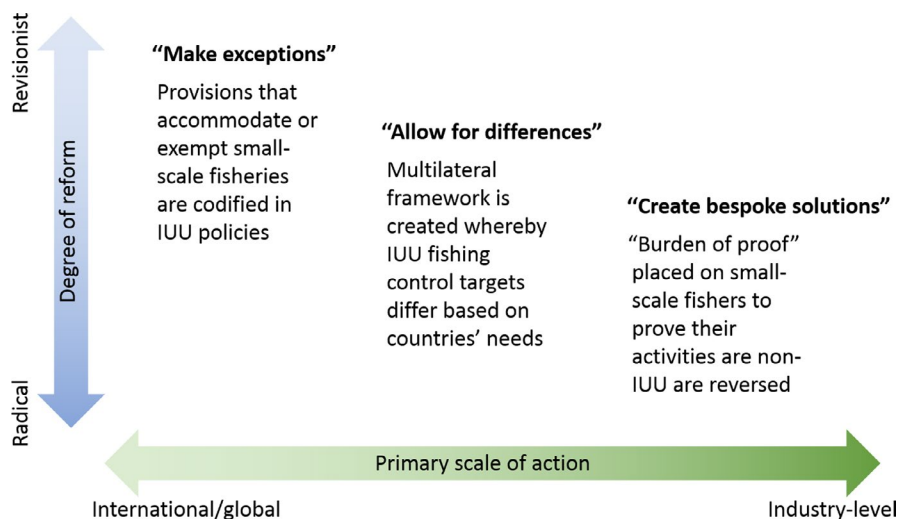 Revisionist
Degree of reform
Radical
“Make exceptions”
Provisions that
accommodate or
exempt small-
scale fisheries
are codified in
IUU policies
“Allow for differences”
Multilateral
framework is
created whereby
IUU fishing
control targets
differ based on
countries’ needs
“Create bespoke solutions”
“Burden of proof”
placed on small-
scale fishers to
prove their
activities are non-
IUU are reversed
Primary scale of action
International/global
Industry-level